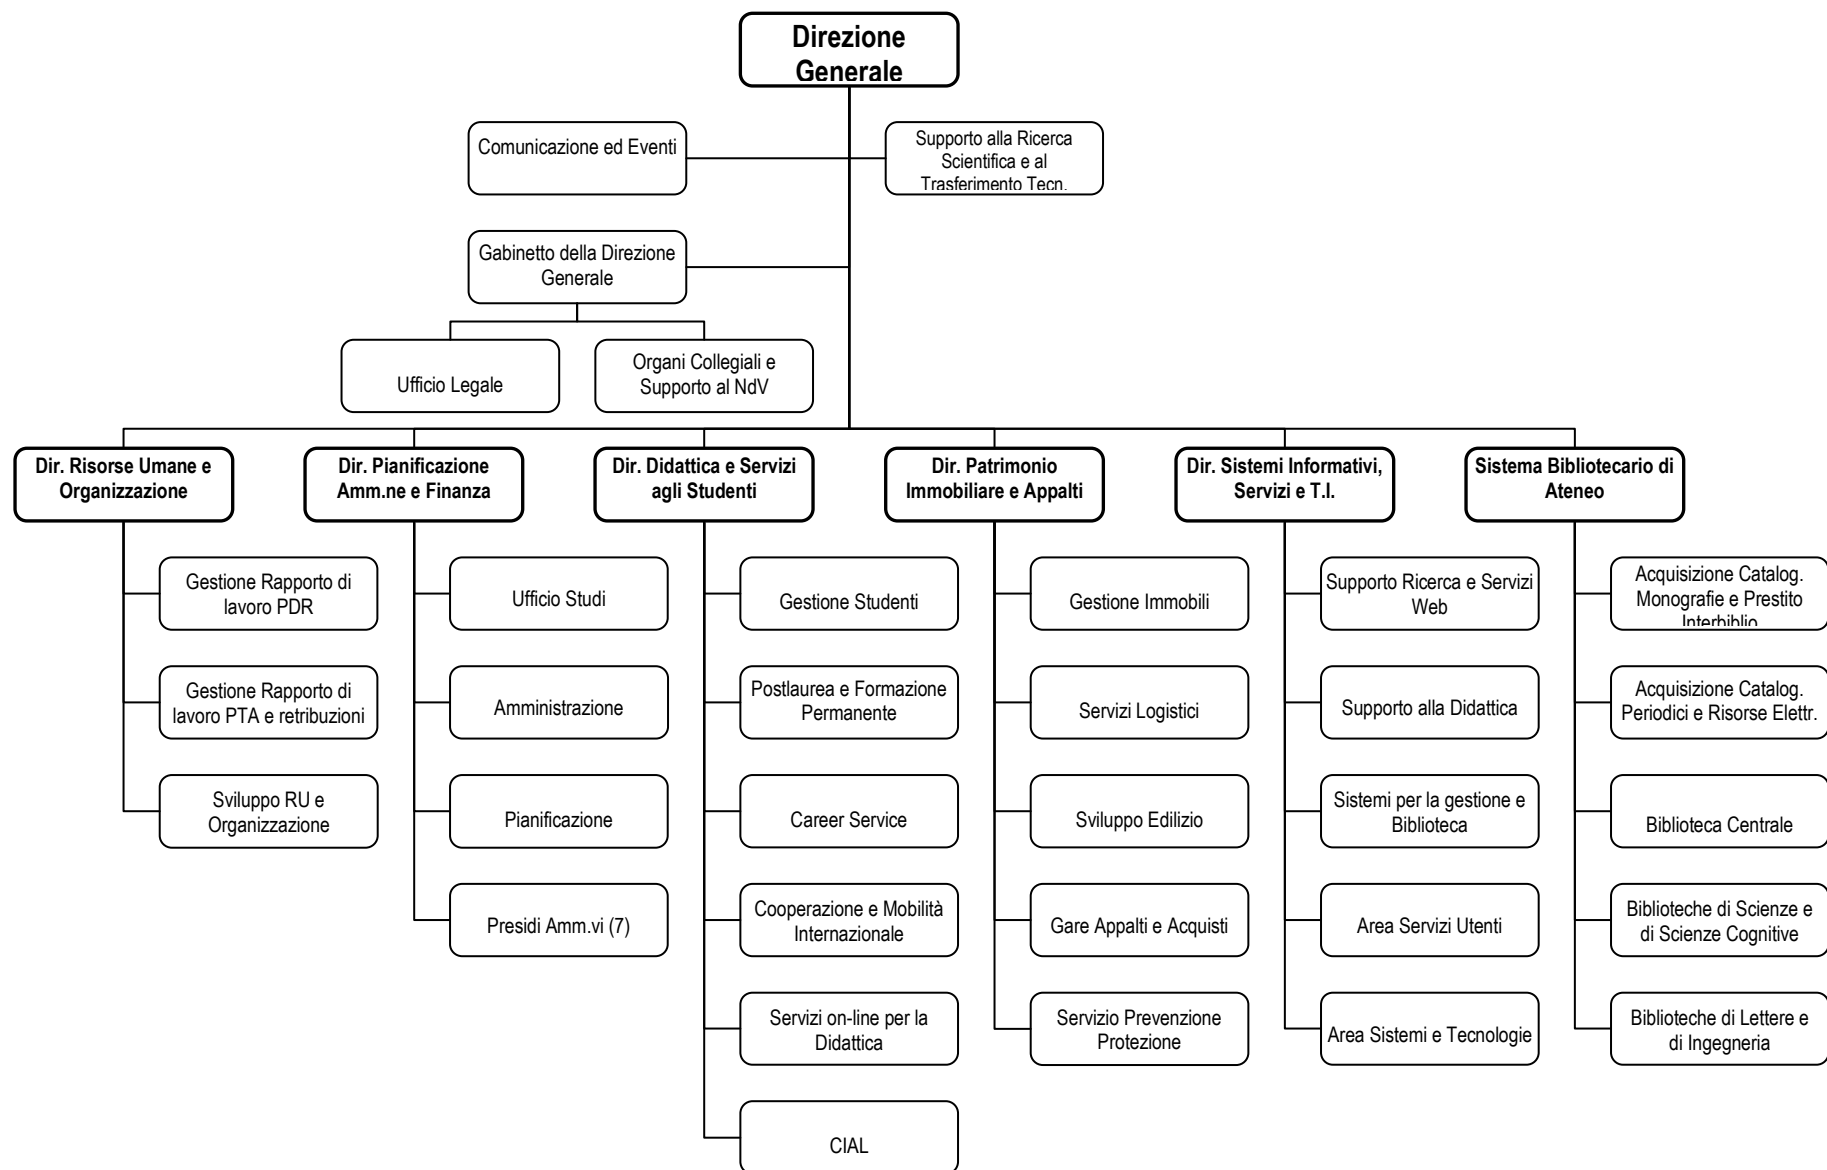 Direzione
Generale
Comunicazione ed Eventi
Supporto alla Ricerca
Scientifica e al
Trasferimento Tecn.
Gabinetto della Direzione
Generale
Ufficio Legale
Organi Collegiali e
Supporto al NdV
Dir. Risorse Umane e
Organizzazione
Dir. Pianificazione
Amm.ne e Finanza
Dir. Didattica e Servizi
agli Studenti
Dir. Patrimonio
Immobiliare e Appalti
Dir. Sistemi Informativi,
Servizi e T.I.
Sistema Bibliotecario di
Ateneo
Gestione Rapporto di
lavoro PDR
Ufficio Studi
Gestione Studenti
Gestione Immobili
Supporto Ricerca e Servizi
Web
Acquisizione Catalog.
Monografie e Prestito
Interbiblio
Gestione Rapporto di
lavoro PTA e retribuzioni
Amministrazione
Postlaurea e Formazione
Permanente
Servizi Logistici
Supporto alla Didattica
Acquisizione Catalog.
Periodici e Risorse Elettr.
Sviluppo RU e
Organizzazione
Pianificazione
Career Service
Sviluppo Edilizio
Sistemi per la gestione e
Biblioteca
Biblioteca Centrale
Presidi Amm.vi (7)
Cooperazione e Mobilità
Internazionale
Gare Appalti e Acquisti
Area Servizi Utenti
Biblioteche di Scienze e
di Scienze Cognitive
Servizi on-line per la
Didattica
Servizio Prevenzione
Protezione
Area Sistemi e Tecnologie
Biblioteche di Lettere e
di Ingegneria
CIAL